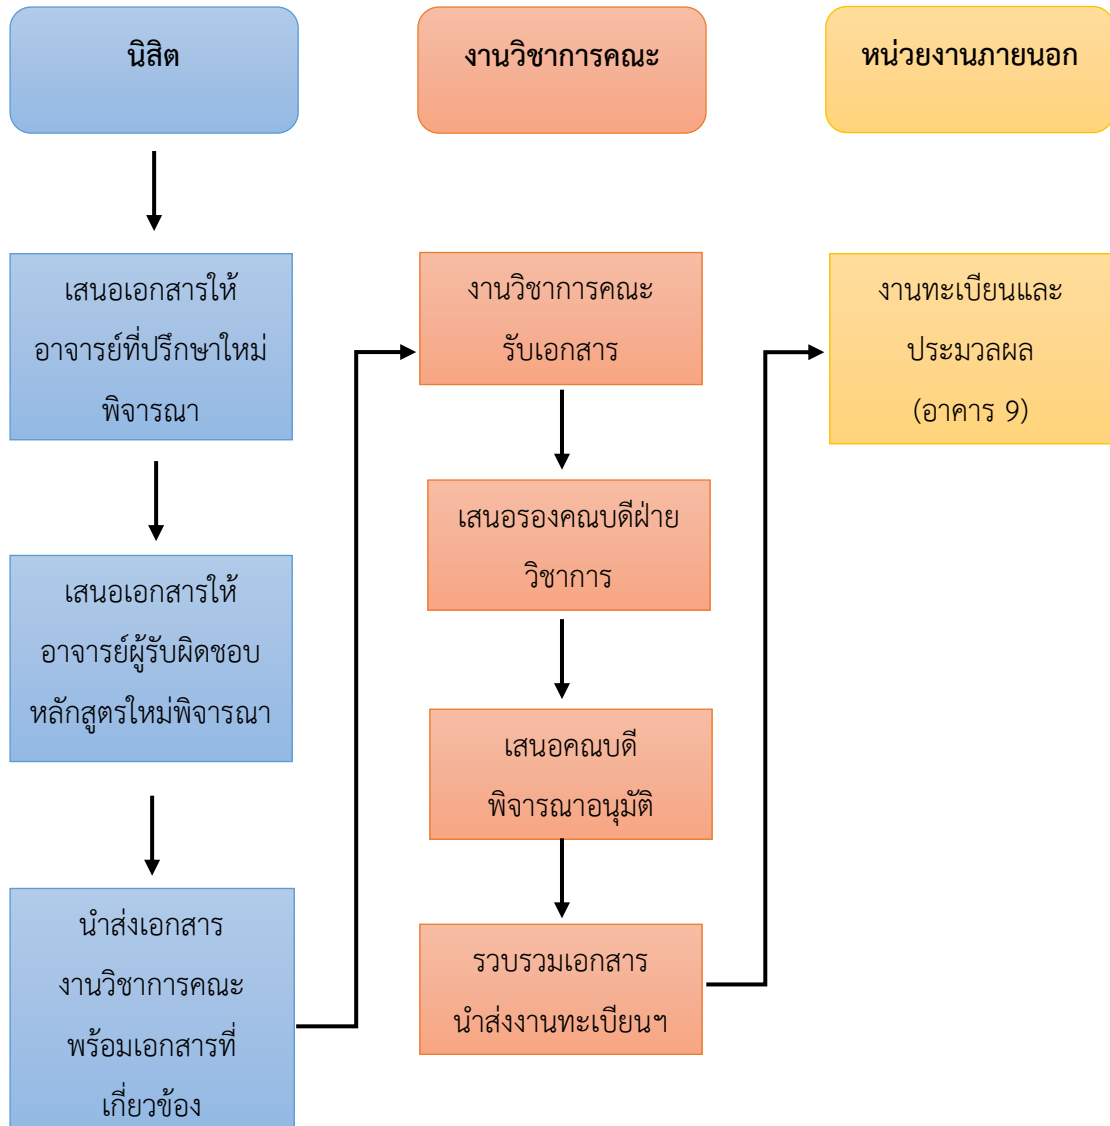 นิสิต
งานวิชาการคณะ
หน่วยงานภายนอก
เสนอเอกสารให้
อาจารย์ที่ปรึกษาใหม่
พิจารณา
เสนอเอกสารให้
อาจารย์ผู้รับผิดชอบ
หลักสูตรใหม่พิจารณา
นำส่งเอกสาร
งานวิชาการคณะ
พร้อมเอกสารที่
เกี่ยวข้อง
งานวิชาการคณะ
รับเอกสาร
เสนอรองคณบดีฝ่าย
วิชาการ
เสนอคณบดี
พิจารณาอนุมัติ
รวบรวมเอกสาร
นำส่งงานทะเบียนฯ
งานทะเบียนและ
ประมวลผล
(อาคาร 9)